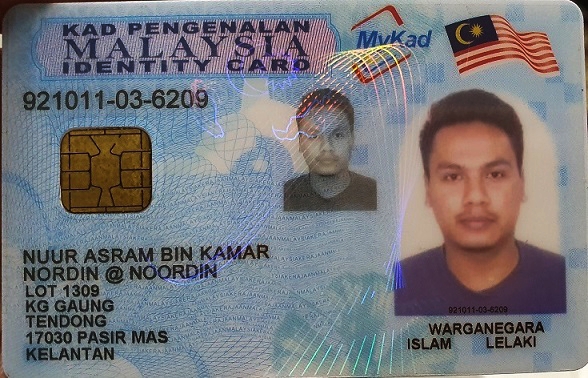 KAD PENGENALAN
MALAYSIA
IDENTITY CARD
MyKad
921011-03-6209
NUUR ASRAM BIN KAMAR
NORDIN @ NOORDIN
LOT 1309
KG GAUNG
TENDONG
17030 PASIR MAS
KELANTAN
921011-03-6209
WARGANEGARA
ISLAM LELAKI